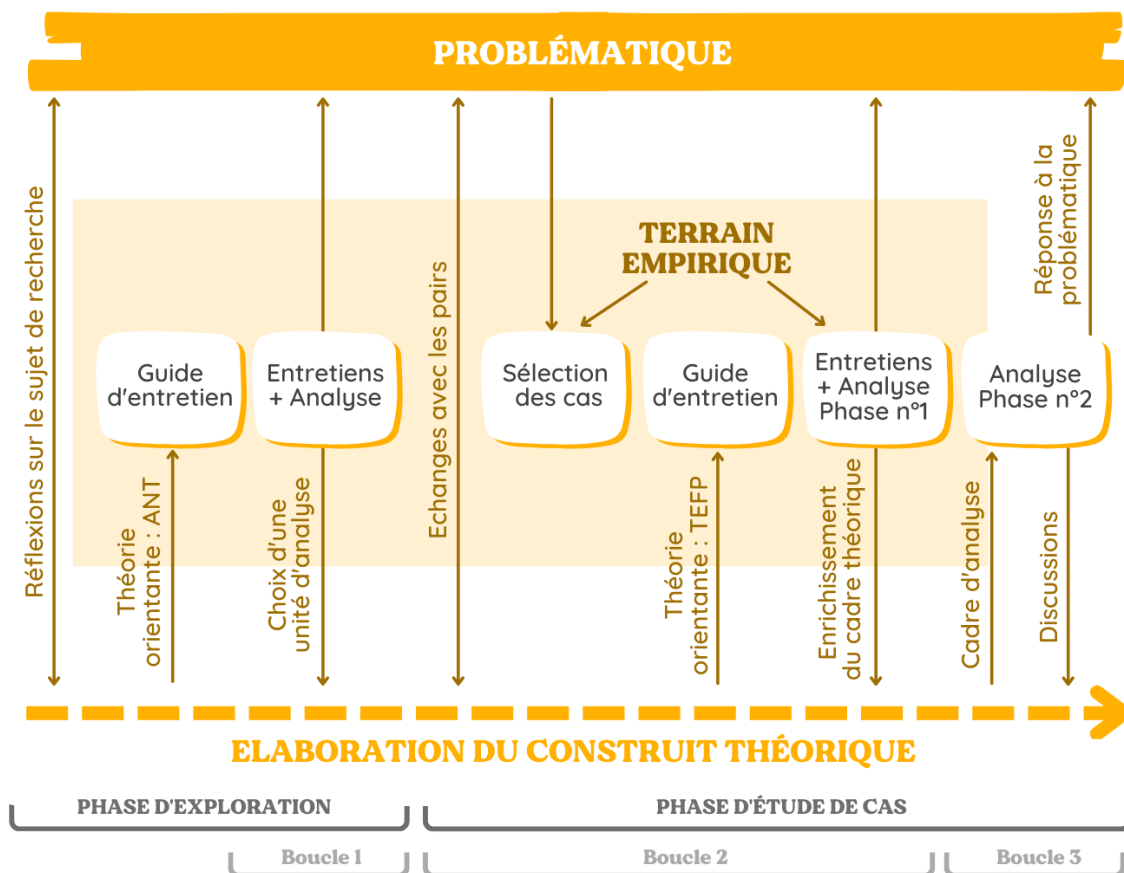 PROBLÉMATIQUE
Réflexions sur le sujet de recherche
Guide
d'entretien
Théorie
orientante : ANT
Entretiens
+ Analyse
Choix d'une
unité d'analyse
Echanges avec les pairs
TERRAIN
EMPIRIQUE
Sélection
des cas
Guide
d'entretien
Théorie
orientante : TEFP
Entretiens
+ Analyse
Phase n°1
Enrichissement
du cadre théorique
Analyse
Phase n°2
Cadre d'analyse
Discussions
Réponse à la
problématique
ELABORATION DU CONSTRUIT THÉORIQUE
PHASE D'EXPLORATION
PHASE D'ÉTUDE DE CAS
Boucle 1
Boucle 2
Boucle 3